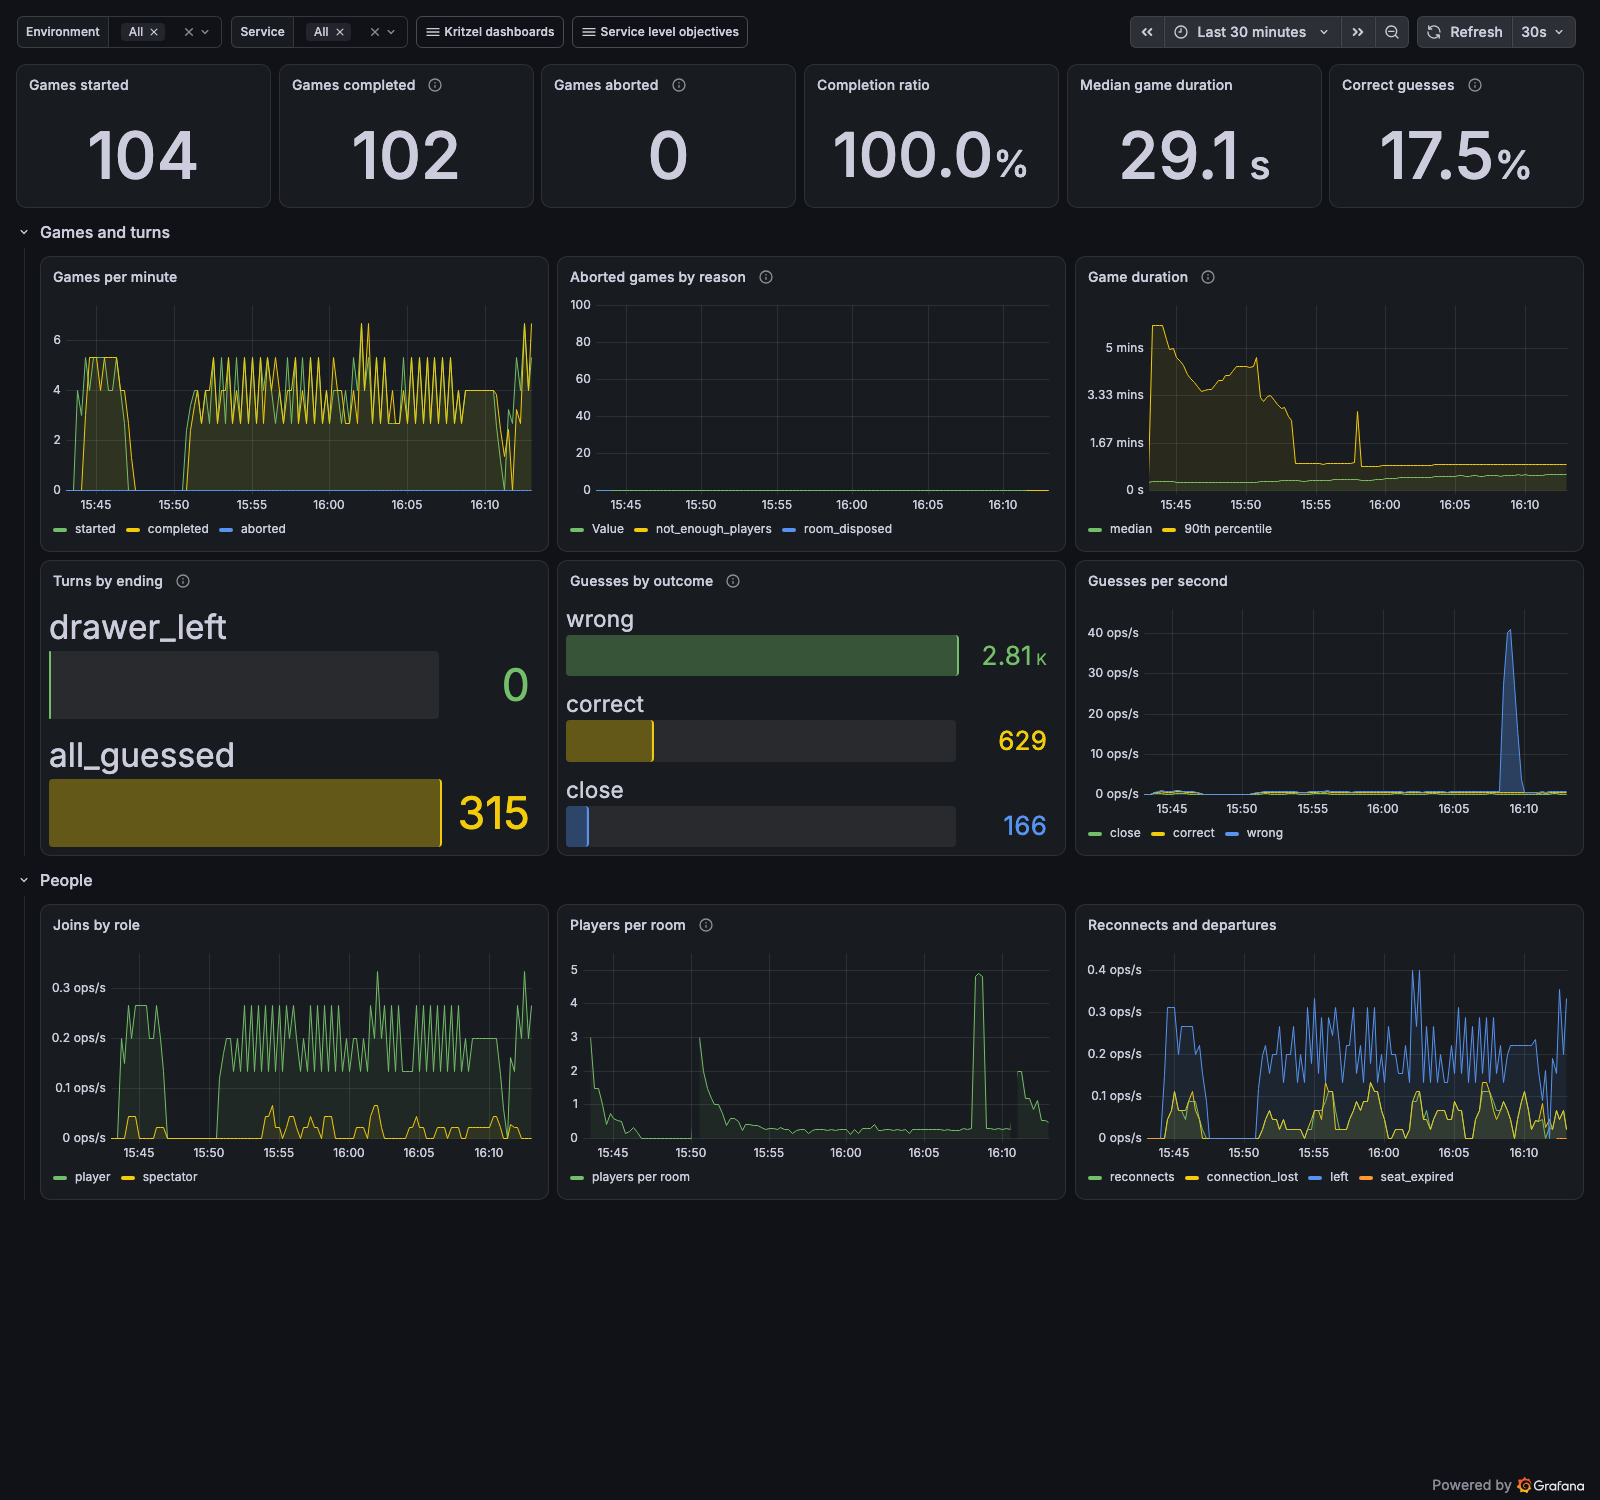 Environment All Service All Kritzel dashboards Service level objectives Last 30 minutes Refresh 30s
Games started
104
Games completed
102
Games aborted
0
Completion ratio
100.0%
Median game duration
29.1 s
Correct guesses
17.5%
Games and turns
Games per minute
6
4
2
0
15:45 15:50 15:55 16:00 16:05 16:10
started completed aborted
Aborted games by reason
100
80
60
40
20
0
15:45 15:50 15:55 16:00 16:05 16:10
Value not_enough_players room_disposed
Game duration
5 mins
3.33 mins
1.67 mins
0 s
15:45 15:50 15:55 16:00 16:05 16:10
median 90th percentile
Turns by ending
drawer_left
0
all_guessed
315
Guesses by outcome
wrong
2.81 K
correct
629
close
166
Guesses per second
40 ops/s
30 ops/s
20 ops/s
10 ops/s
0 ops/s
15:45 15:50 15:55 16:00 16:05 16:10
close correct wrong
People
Joins by role
0.3 ops/s
0.2 ops/s
0.1 ops/s
0 ops/s
15:45 15:50 15:55 16:00 16:05 16:10
player spectator
Players per room
5
4
3
2
1
0
15:45 15:50 15:55 16:00 16:05 16:10
players per room
Reconnects and departures
0.4 ops/s
0.3 ops/s
0.2 ops/s
0.1 ops/s
0 ops/s
15:45 15:50 15:55 16:00 16:05 16:10
reconnects connection_lost left seat_expired
Powered by Grafana